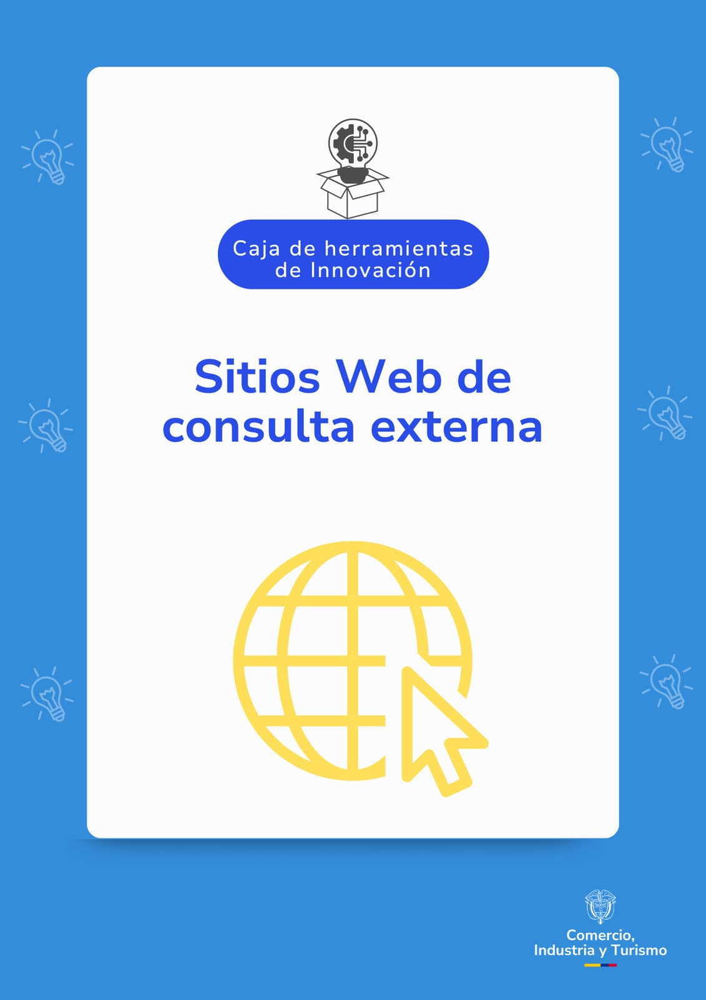 Caja de herramientas
de Innovación
Sitios Web de
consulta externa
Comercio,
Industria y Turismo